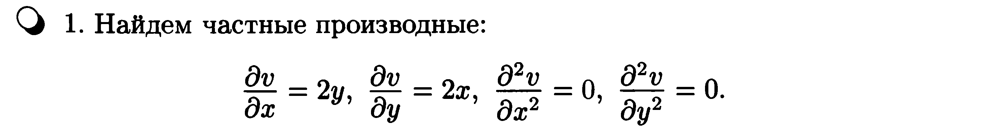 1. Найдем частные производные:
∂v/∂x = 2y, ∂v/∂y = 2x, ∂²v/∂x² = 0, ∂²v/∂y² = 0.